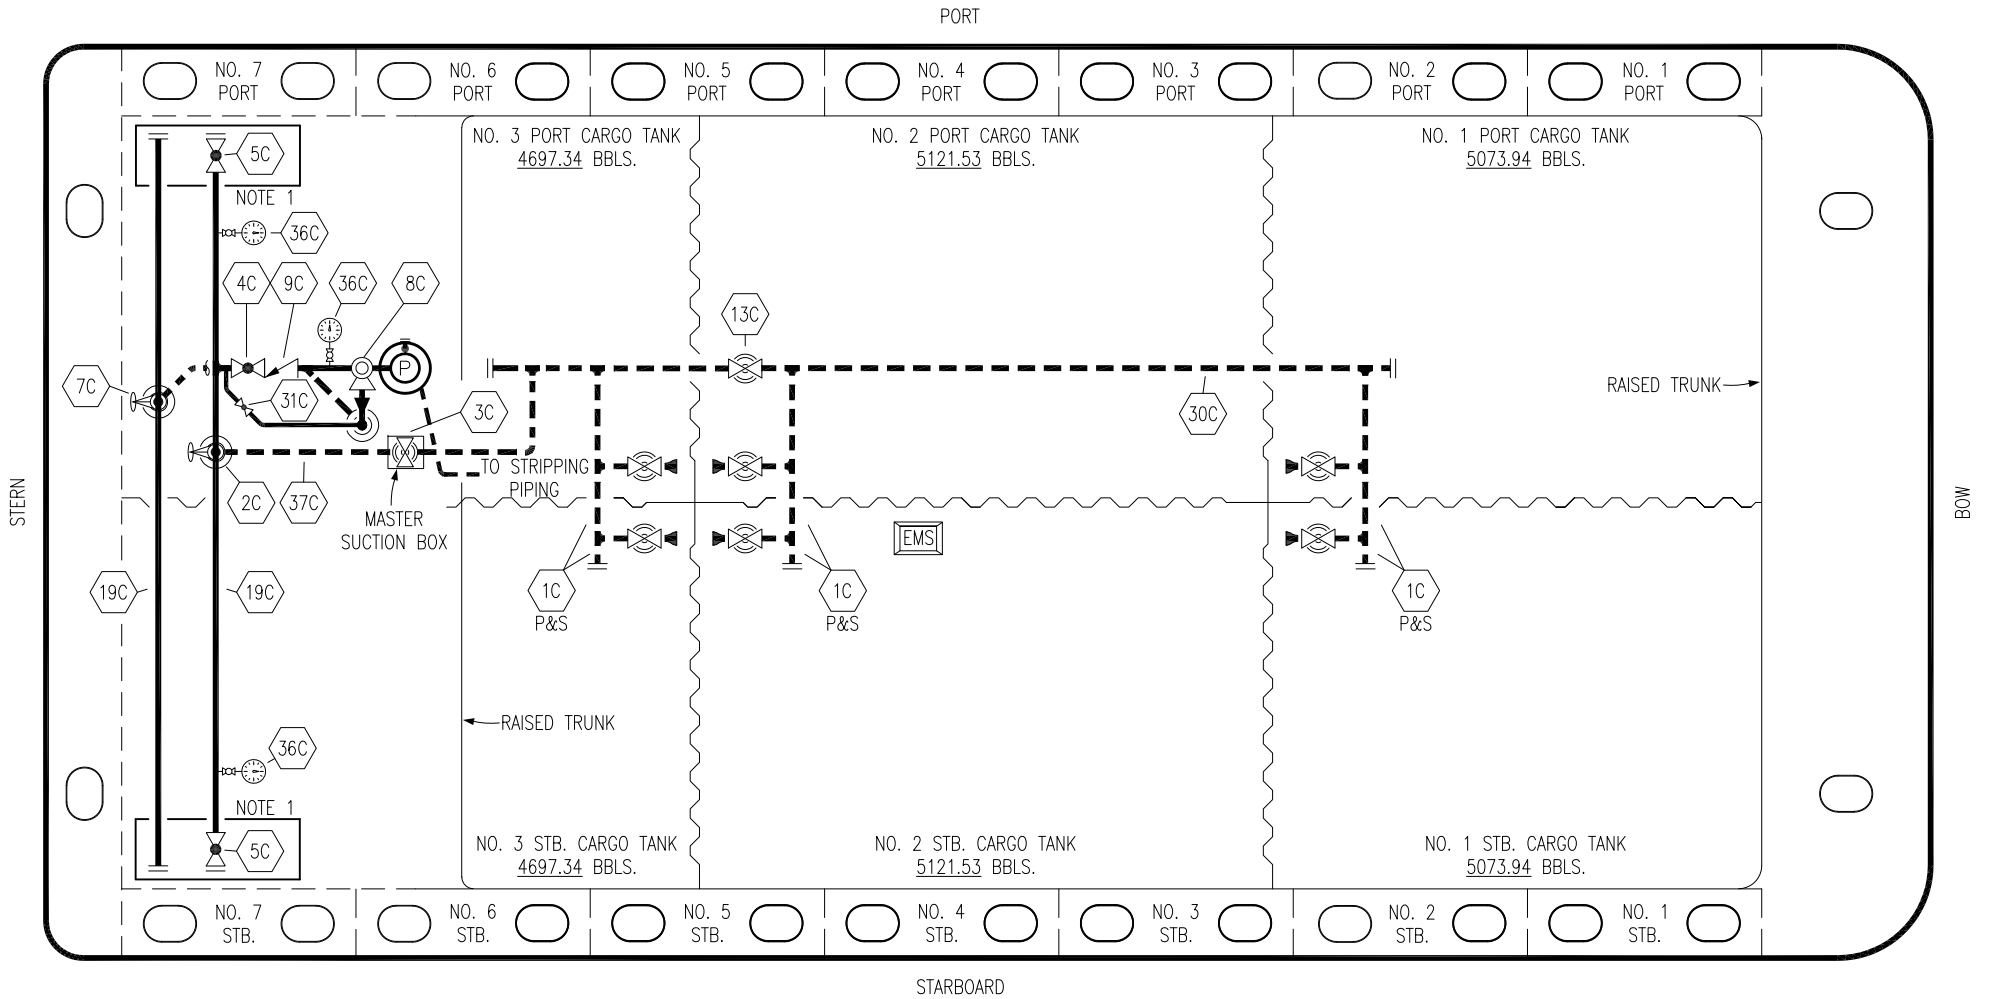 PORT
NO. 7
PORT
NO. 6
PORT
NO. 5
PORT
NO. 4
PORT
NO. 3
PORT
NO. 2
PORT
NO. 1
PORT
NO. 3 PORT CARGO TANK
4697.34 BBLS.
NO. 2 PORT CARGO TANK
5121.53 BBLS.
NO. 1 PORT CARGO TANK
5073.94 BBLS.
5C
NOTE 1
36C
4C
9C
36C
8C
13C
P
7C
31C
3C
30C
RAISED TRUNK
TO STRIPPING
PIPING
2C
37C
MASTER
SUCTION BOX
STERN
BOW
EMS
19C
19C
1C
P&S
1C
P&S
1C
P&S
RAISED TRUNK
36C
NOTE 1
5C
NO. 3 STB. CARGO TANK
4697.34 BBLS.
NO. 2 STB. CARGO TANK
5121.53 BBLS.
NO. 1 STB. CARGO TANK
5073.94 BBLS.
NO. 7
STB.
NO. 6
STB.
NO. 5
STB.
NO. 4
STB.
NO. 3
STB.
NO. 2
STB.
NO. 1
STB.
STARBOARD